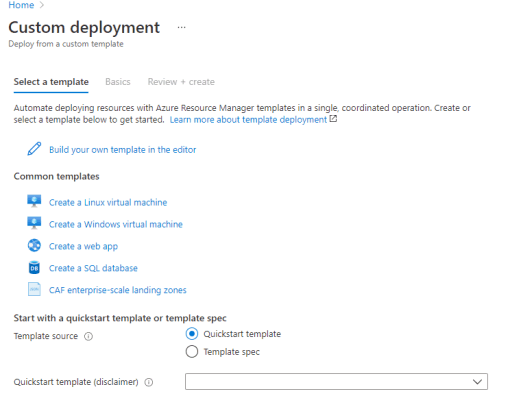 Home >
Custom deployment ...
Deploy from a custom template
Select a template Basics Review + create
Automate deploying resources with Azure Resource Manager templates in a single, coordinated operation. Create or
select a template below to get started. Learn more about template deployment
Build your own template in the editor
Common templates
Create a Linux virtual machine
Create a Windows virtual machine
Create a web app
DB Create a SQL database
CAF enterprise-scale landing zones
Start with a quickstart template or template spec
Template source Quickstart template
Template spec
Quickstart template (disclaimer)